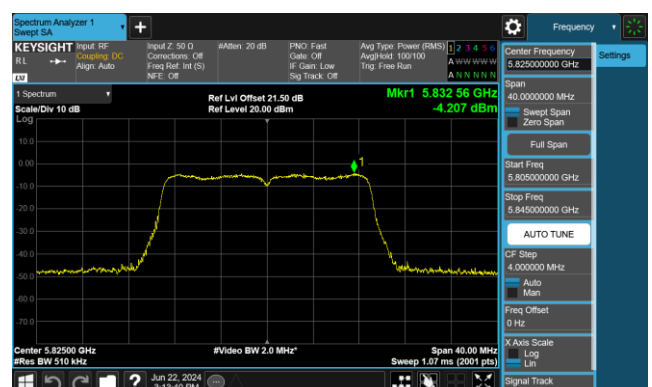 Spectrum Analyzer 1
Swept SA
Frequency
KEYSIGHT
RL
Input: RF
Coupling: DC
Align: Auto
Input Z: 50 Ω
Corrections: Off
Freq Ref: Int (S)
NFE: Off
#Atten: 20 dB
PNO: Fast
Gate: Off
IF Gain: Low
Sig Track: Off
Avg Type: Power (RMS)
Avg|Hold: 100/100
Trig: Free Run
1 2 3 4 5 6
A W W W W W
A N N N N N
LXI
1 Spectrum
Scale/Div 10 dB
Log
Ref Lvl Offset 21.50 dB
Ref Level 20.00 dBm
Mkr1 5.832 56 GHz
-4.207 dBm
10.0
0.00
1
-10.0
-20.0
-30.0
-40.0
-50.0
-60.0
-70.0
Center 5.82500 GHz
#Res BW 510 kHz
#Video BW 2.0 MHz*
Span 40.00 MHz
Sweep 1.07 ms (2001 pts)
Jun 22, 2024
3:13:40 PM
Center Frequency
5.825000000 GHz
Settings
Span
40.0000000 MHz
Swept Span
Zero Span
Full Span
Start Freq
5.805000000 GHz
Stop Freq
5.845000000 GHz
AUTO TUNE
CF Step
4.000000 MHz
Auto
Man
Freq Offset
0 Hz
X Axis Scale
Log
Lin
Signal Track